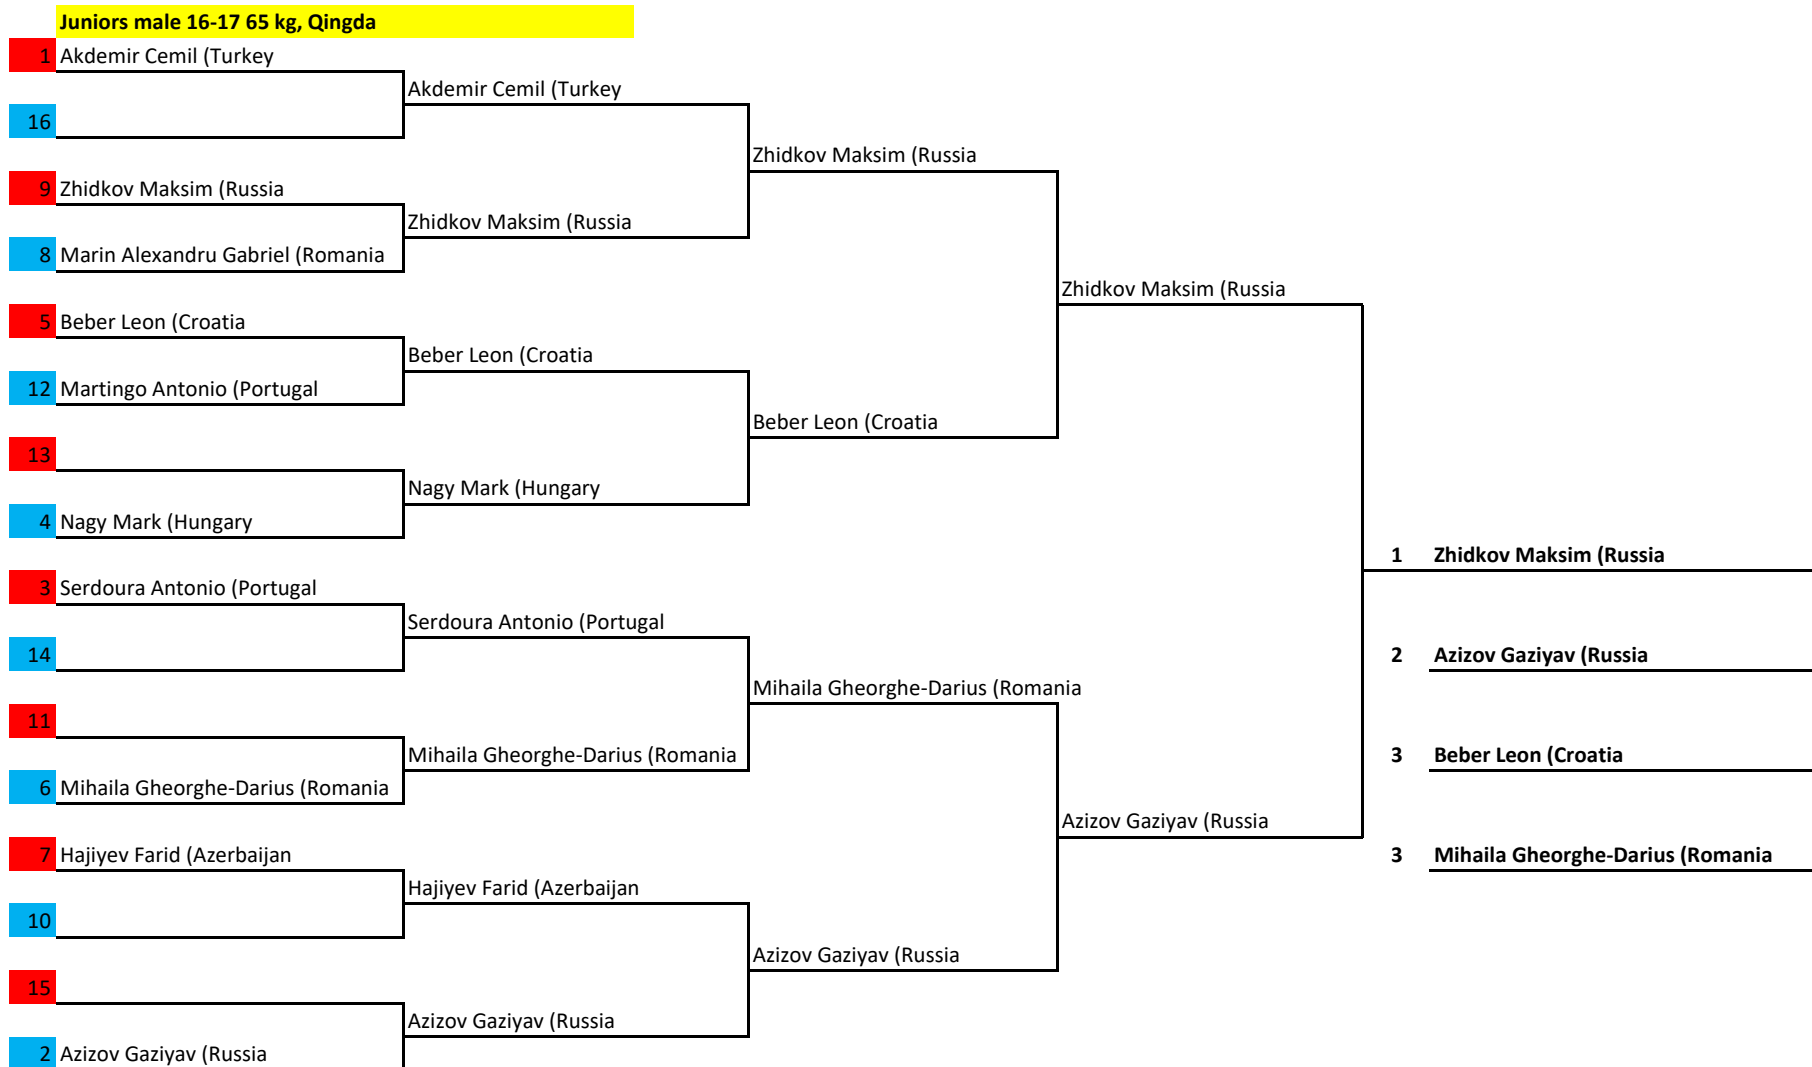 Juniors male 16-17 65 kg, Qingda
1 Akdemir Cemil (Turkey
Akdemir Cemil (Turkey
16
Zhidkov Maksim (Russia
9 Zhidkov Maksim (Russia
Zhidkov Maksim (Russia
8 Marin Alexandru Gabriel (Romania
Zhidkov Maksim (Russia
5 Beber Leon (Croatia
Beber Leon (Croatia
12 Martingo Antonio (Portugal
Beber Leon (Croatia
13
Nagy Mark (Hungary
4 Nagy Mark (Hungary
1 Zhidkov Maksim (Russia
3 Serdoura Antonio (Portugal
Serdoura Antonio (Portugal
14
2 Azizov Gaziyav (Russia
Mihaila Gheorghe-Darius (Romania
11
Mihaila Gheorghe-Darius (Romania
3 Beber Leon (Croatia
6 Mihaila Gheorghe-Darius (Romania
Azizov Gaziyav (Russia
7 Hajiyev Farid (Azerbaijan
3 Mihaila Gheorghe-Darius (Romania
Hajiyev Farid (Azerbaijan
10
Azizov Gaziyav (Russia
15
Azizov Gaziyav (Russia
2 Azizov Gaziyav (Russia